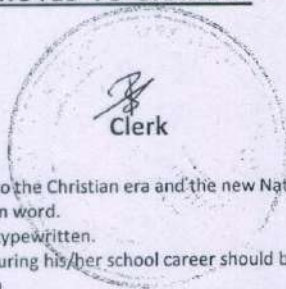 Clerk
o the Christian era and the new Nat
n word.
ypewritten.
uring his/her school career should b